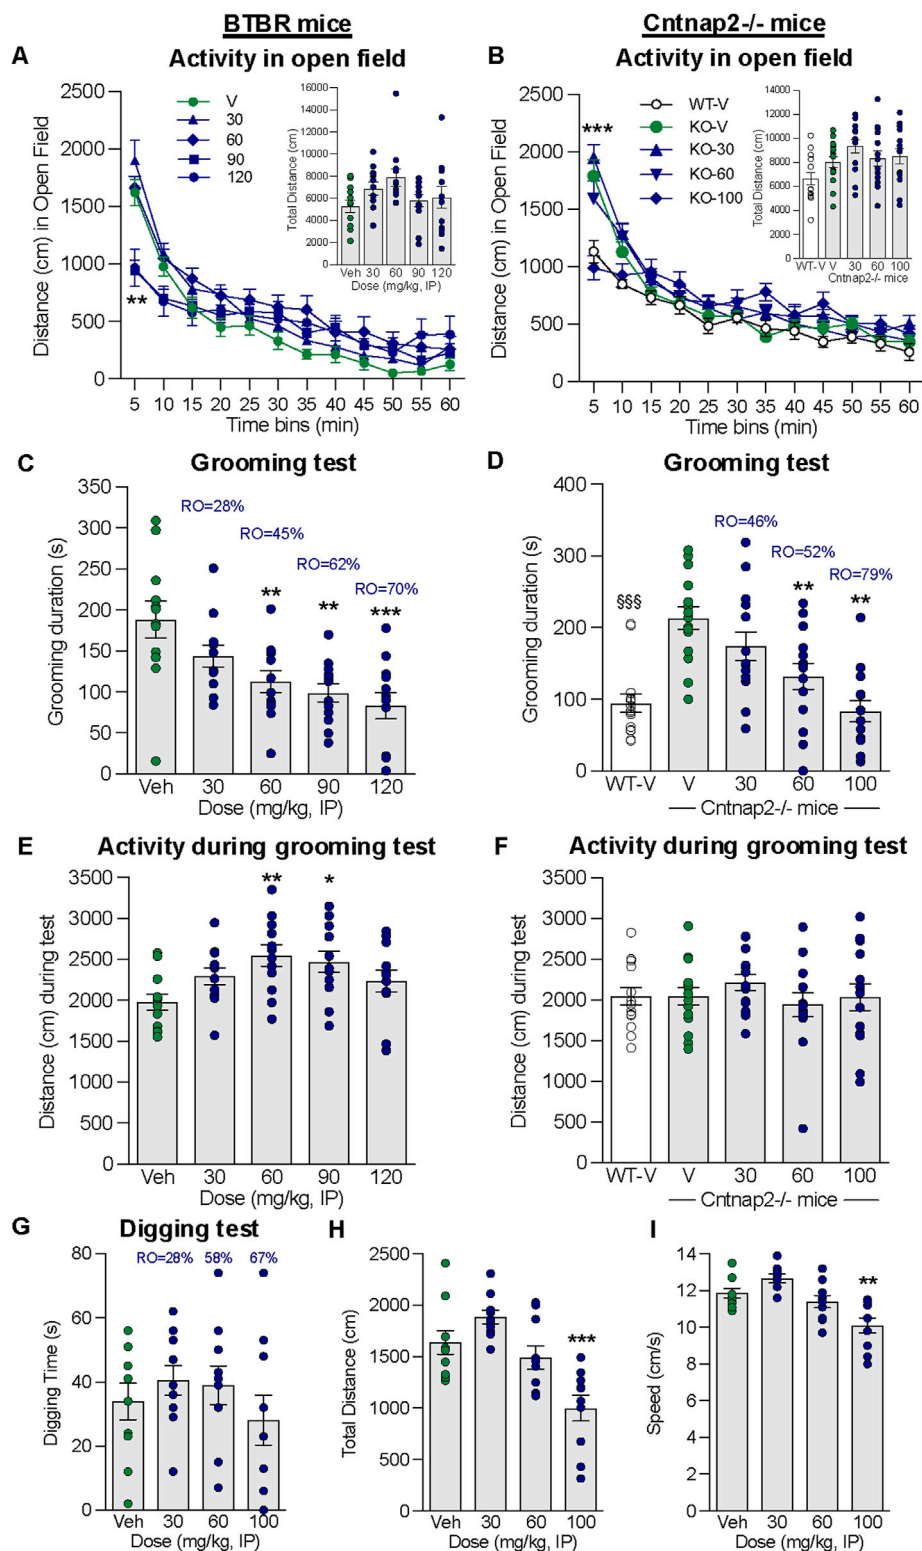 BTBR mice
Cntnap2-/- mice
A
Activity in open field
2500
2000
1500
1000
500
0
Distance (cm) in Open Field
V
30
60
90
120
**
5 10 15 20 25 30 35 40 45 50 55 60
Time bins (min)
16000
14000
12000
10000
8000
6000
4000
2000
0
Total Distance (cm)
Veh 30 60 90 120
Dose (mg/kg, IP)
B
Activity in open field
2500
2000
1500
1000
500
0
Distance (cm) in Open Field
***
WT-V
KO-V
KO-30
KO-60
KO-100
5 10 15 20 25 30 35 40 45 50 55 60
Time bins (min)
14000
12000
10000
8000
6000
4000
2000
0
Total Distance (cm)
WT-V V 30 60 100
Cntnap2-/- mice
C
Grooming test
350
300
250
200
150
100
50
0
Grooming duration (s)
RO=28%
RO=45%
RO=62%
RO=70%
** ** ***
Veh 30 60 90 120
Dose (mg/kg, IP)
D
Grooming test
400
300
200
100
0
Grooming duration (s)
RO=46%
RO=52%
RO=79%
§§§ ** **
WT-V V 30 60 100
Cntnap2-/- mice
E
Activity during grooming test
3500
3000
2500
2000
1500
1000
500
0
Distance (cm) during test
** *
Veh 30 60 90 120
Dose (mg/kg, IP)
F
Activity during grooming test
3500
3000
2500
2000
1500
1000
500
0
Distance (cm) during test
WT-V V 30 60 100
Cntnap2-/- mice
G
Digging test
RO=28% 58% 67%
80
60
40
20
0
Digging Time (s)
Veh 30 60 100
Dose (mg/kg, IP)
H
2500
2000
1500
1000
500
0
Total Distance (cm)
***
Veh 30 60 100
Dose (mg/kg, IP)
I
14
12
10
8
6
4
2
0
Speed (cm/s)
**
Veh 30 60 100
Dose (mg/kg, IP)